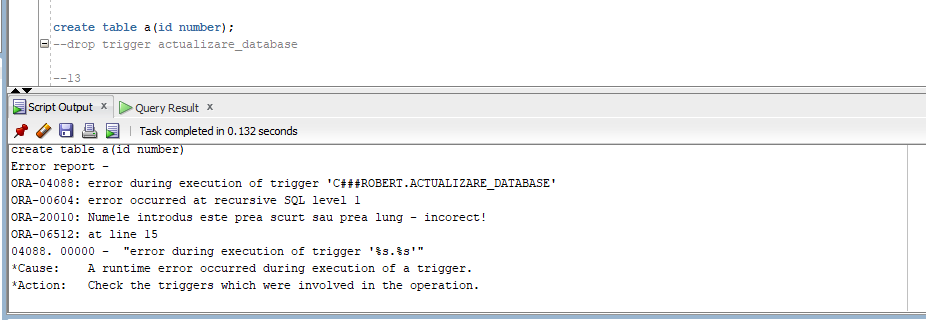 create table a(id number);
--drop trigger actualizare_database
--13
Script Output x
Query Result x
Task completed in 0.132 seconds
create table a(id number)
Error report -
ORA-04088: error during execution of trigger 'C###ROBERT.ACTUALIZARE_DATABASE'
ORA-00604: error occurred at recursive SQL level 1
ORA-20010: Numele introdus este prea scurt sau prea lung - incorect!
ORA-06512: at line 15
04088. 00000 -  "error during execution of trigger '%s.%s'"
*Cause:    A runtime error occurred during execution of a trigger.
*Action:   Check the triggers which were involved in the operation.